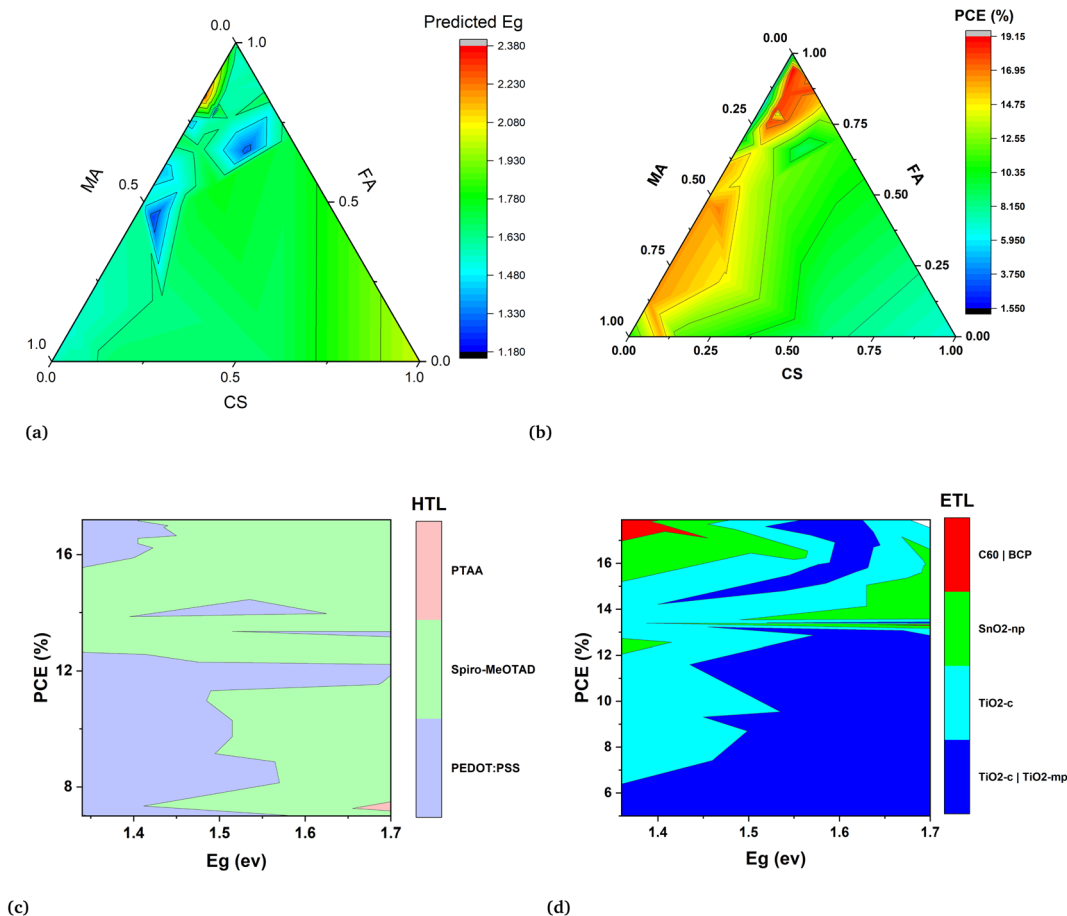 Predicted Eg
0.0
1.0
2.380
2.230
2.080
1.930
1.780
1.630
1.480
1.330
1.180
MA
FA
0.5
0.5
1.0
0.0
0.0
0.5
1.0
CS
(a)
PCE (%)
0.00
1.00
19.15
16.95
14.75
12.55
10.35
8.150
5.950
3.750
1.550
0.25
0.75
MA
FA
0.50
0.50
0.75
0.25
1.00
0.00
0.00
0.25
0.50
0.75
1.00
CS
(b)
HTL
PTAA
Spiro-MeOTAD
PEDOT:PSS
16
12
8
PCE (%)
1.4
1.5
1.6
1.7
Eg (ev)
(c)
ETL
C60 | BCP
SnO2-np
TiO2-c
TiO2-c | TiO2-mp
16
14
12
10
8
6
PCE (%)
1.4
1.5
1.6
1.7
Eg (ev)
(d)